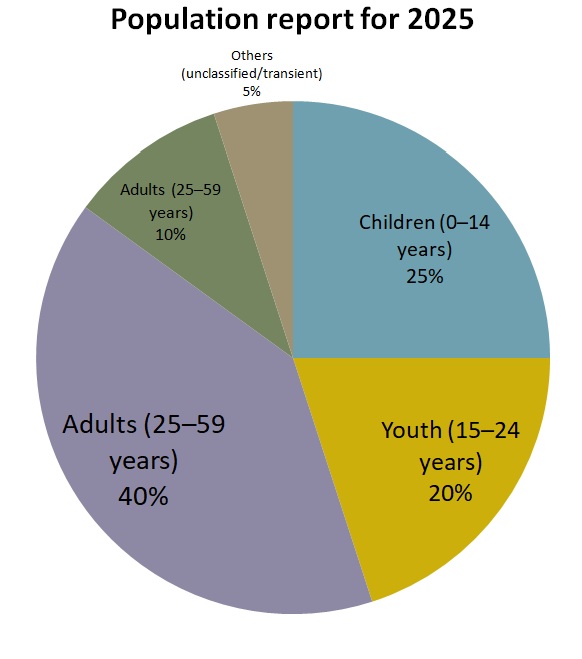 Population report for 2025
Others
(unclassified/transient)
5%
Adults (25–59
years)
10%
Children (0–14
years)
25%
Adults (25–59
years)
40%
Youth (15–24
years)
20%